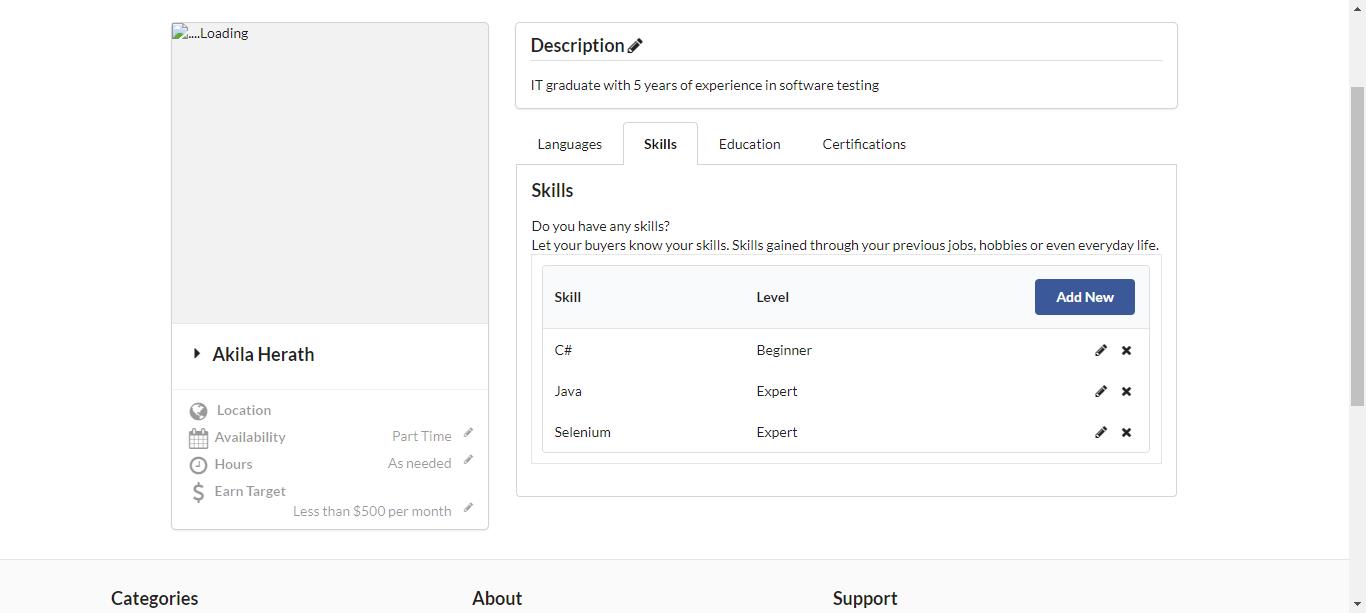 ....Loading
Akila Herath
Location
Availability Part Time
Hours As needed
Earn Target
Less than $500 per month
Description
IT graduate with 5 years of experience in software testing
Languages Skills Education Certifications
Skills
Do you have any skills?
Let your buyers know your skills. Skills gained through your previous jobs, hobbies or even everyday life.
Skill Level Add New
C# Beginner
Java Expert
Selenium Expert
Categories About Support